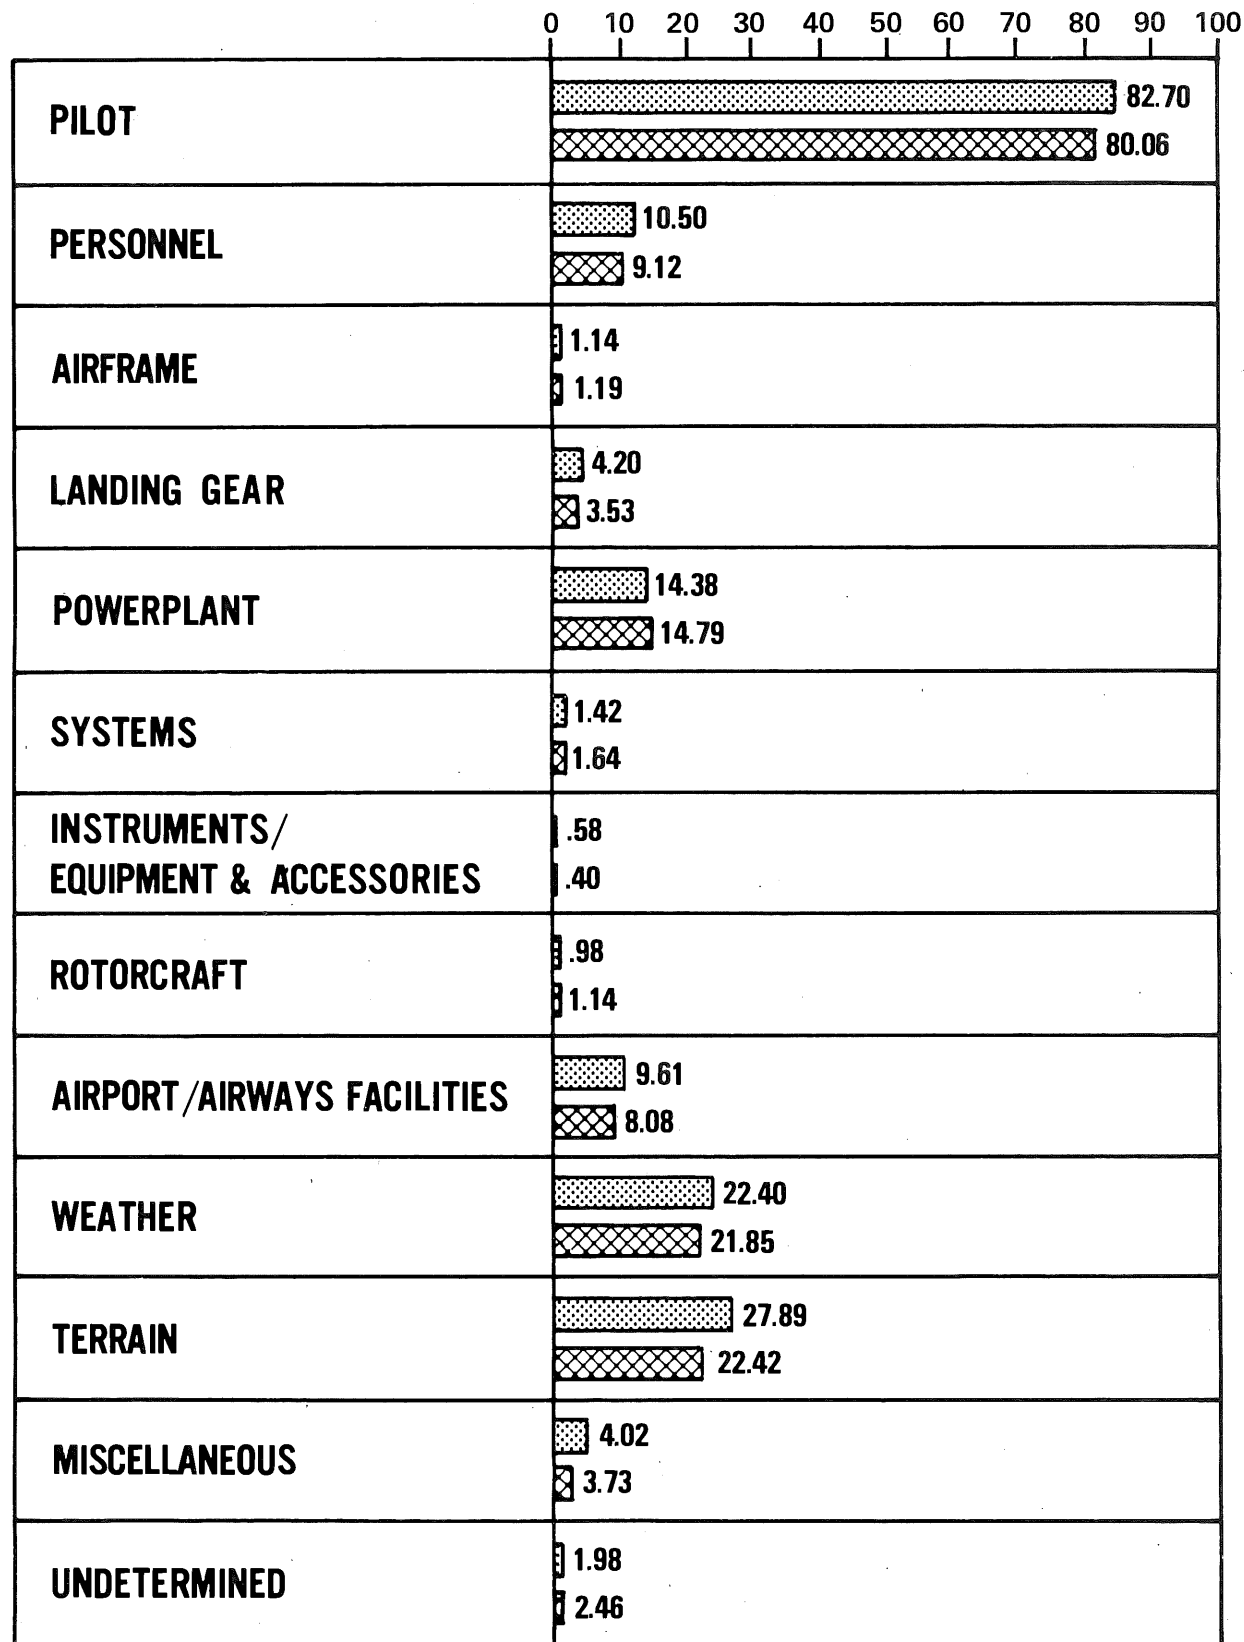 0 10 20 30 40 50 60 70 80 90 100
PILOT
82.70
80.06
PERSONNEL
10.50
9.12
AIRFRAME
1.14
1.19
LANDING GEAR
4.20
3.53
POWERPLANT
14.38
14.79
SYSTEMS
1.42
1.64
INSTRUMENTS/
EQUIPMENT & ACCESSORIES
.58
.40
ROTORCRAFT
.98
1.14
AIRPORT/AIRWAYS FACILITIES
9.61
8.08
WEATHER
22.40
21.85
TERRAIN
27.89
22.42
MISCELLANEOUS
4.02
3.73
UNDETERMINED
1.98
2.46